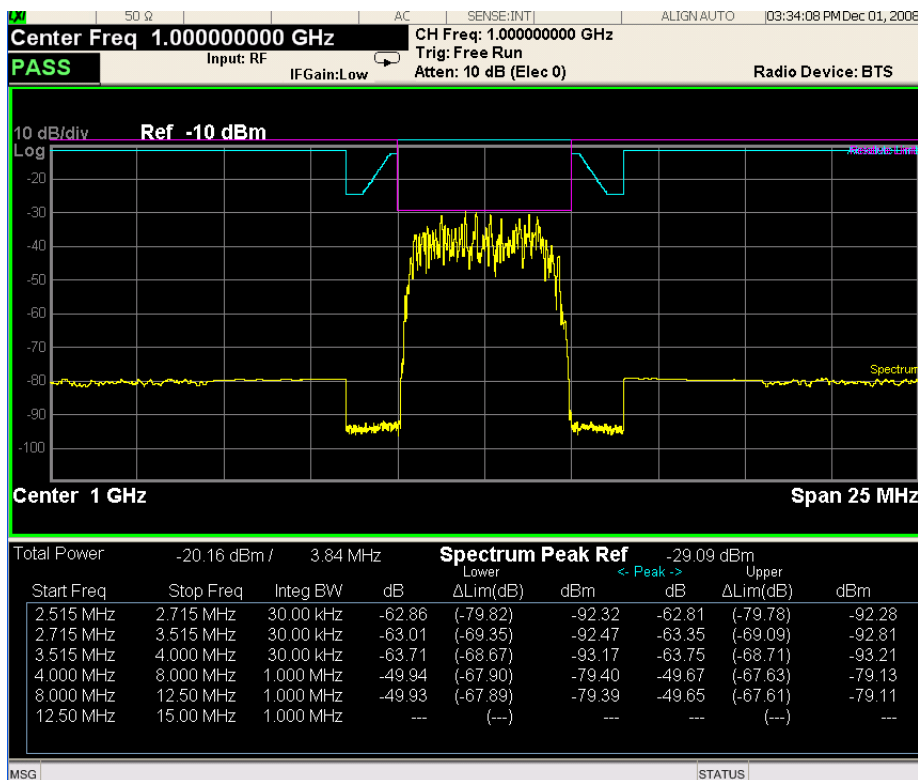 LXI 50 Ω AC SENSE:INT ALIGN AUTO 03:34:08 PM Dec 01, 2008
Center Freq 1.000000000 GHz
CH Freq: 1.000000000 GHz
PASS
Input: RF
Trig: Free Run
IFGain:Low
Atten: 10 dB (Elec 0)
Radio Device: BTS
10 dB/div Ref -10 dBm
Log
-20
-30
-40
-50
-60
-70
-80
Spectrum
-90
-100
Center 1 GHz Span 25 MHz
Total Power -20.16 dBm / 3.84 MHz Spectrum Peak Ref -29.09 dBm
Lower <- Peak -> Upper
Start Freq Stop Freq Integ BW dB ΔLim(dB) dBm dB ΔLim(dB) dBm
2.515 MHz 2.715 MHz 30.00 kHz -62.86 (-79.82) -92.32 -62.81 (-79.78) -92.28
2.715 MHz 3.515 MHz 30.00 kHz -63.01 (-69.35) -92.47 -63.35 (-69.09) -92.81
3.515 MHz 4.000 MHz 30.00 kHz -63.71 (-68.67) -93.17 -63.75 (-68.71) -93.21
4.000 MHz 8.000 MHz 1.000 MHz -49.94 (-67.90) -79.40 -49.67 (-67.63) -79.13
8.000 MHz 12.50 MHz 1.000 MHz -49.93 (-67.89) -79.39 -49.65 (-67.61) -79.11
12.50 MHz 15.00 MHz 1.000 MHz --- (---) --- --- (---) ---
MSG STATUS